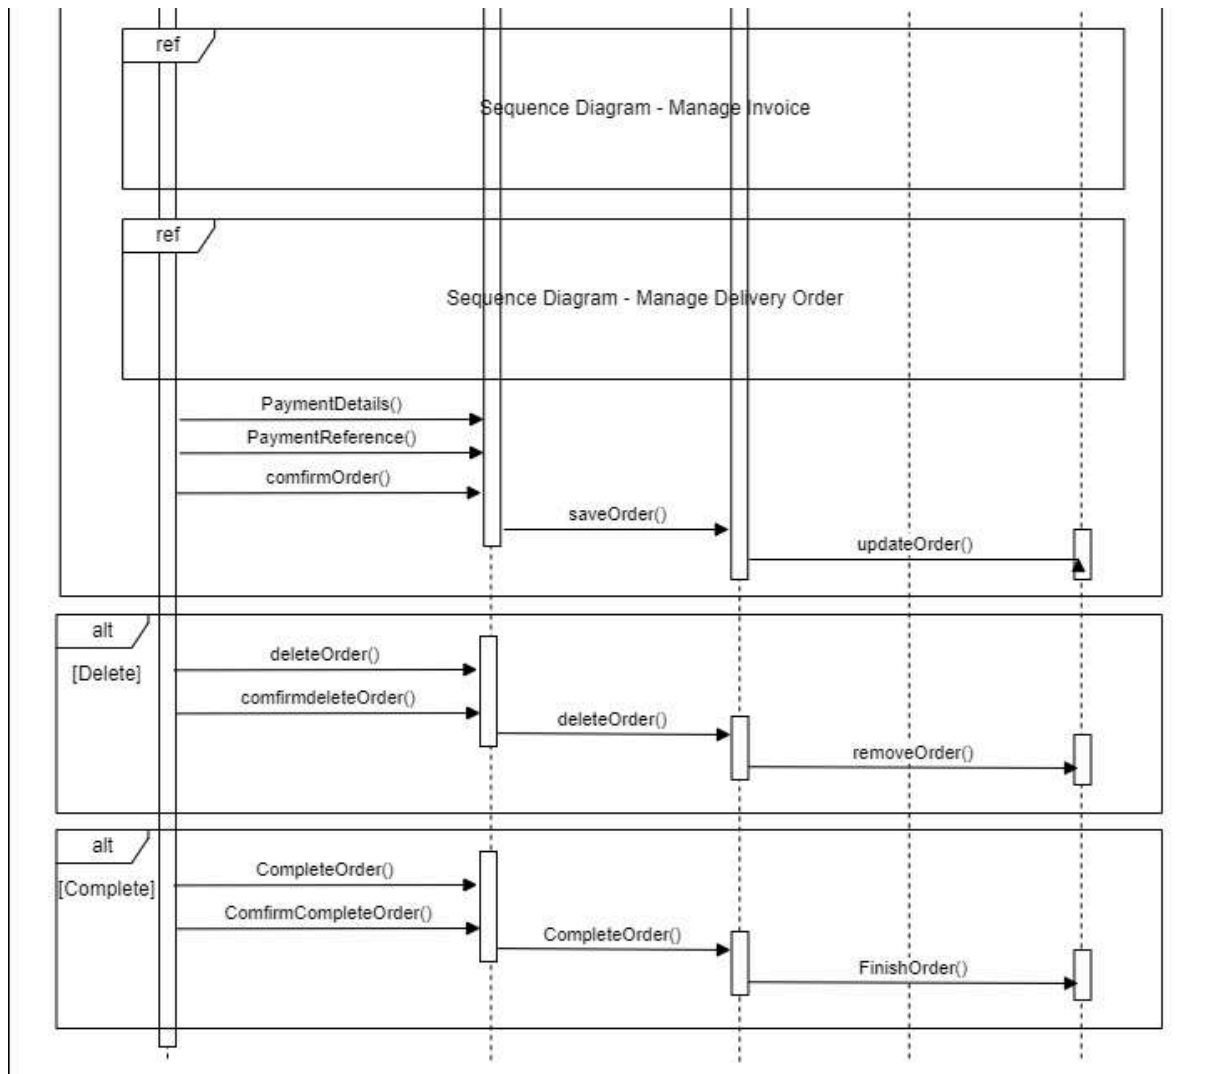 ref
Sequence Diagram - Manage Invoice
ref
Sequence Diagram - Manage Delivery Order
PaymentDetails()
PaymentReference()
comfirmOrder()
saveOrder()
updateOrder()
alt
[Delete]
deleteOrder()
comfirmdeleteOrder()
deleteOrder()
removeOrder()
alt
[Complete]
CompleteOrder()
ComfirmCompleteOrder()
CompleteOrder()
FinishOrder()